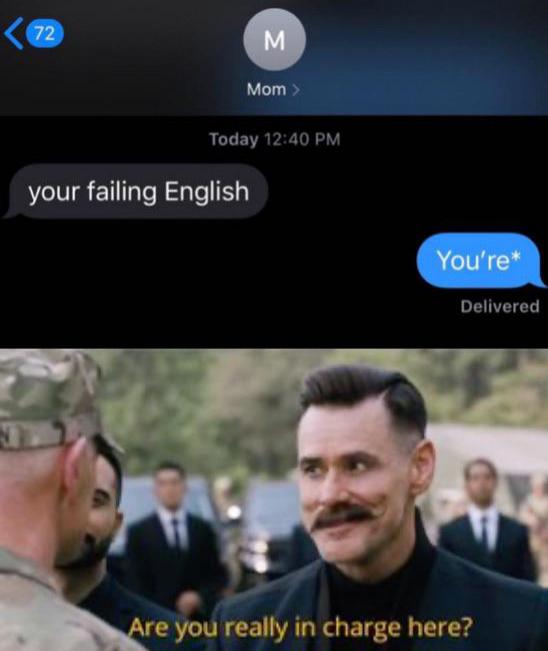 72
M
Mom >
Today 12:40 PM
your failing English
You're*
Delivered
Are you really in charge here?